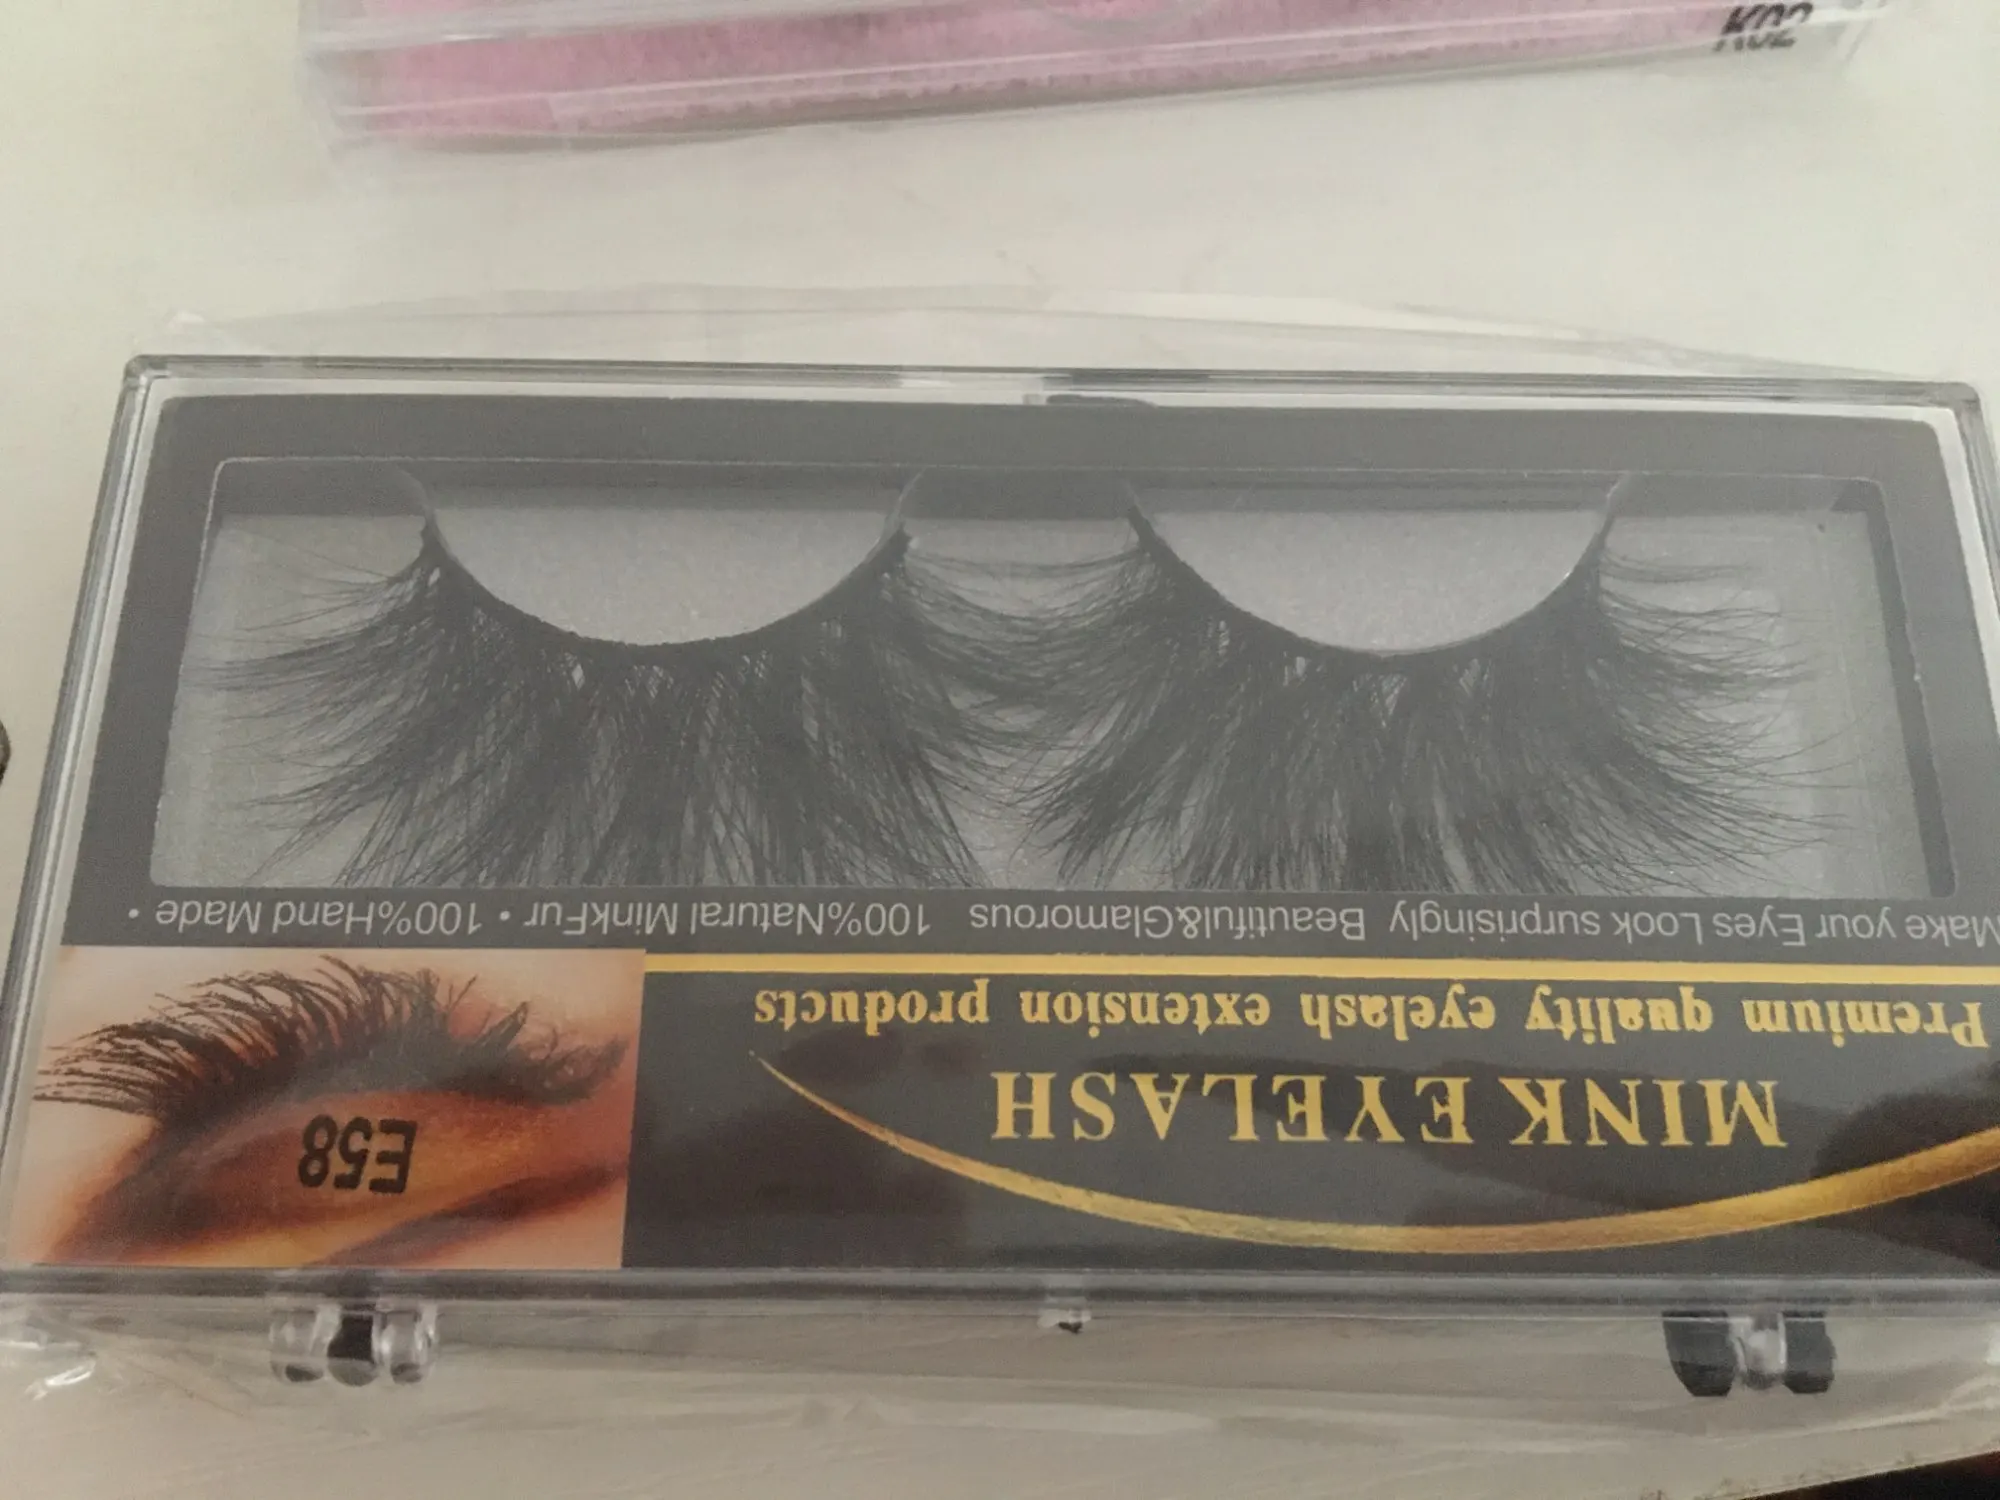 K02
MINK EYELASH
Premium quality eyelash extension products
E58
Make your Eyes Look surprisingly Beautiful&Glamorous 100%Natural MinkFur • 100%Hand Made •